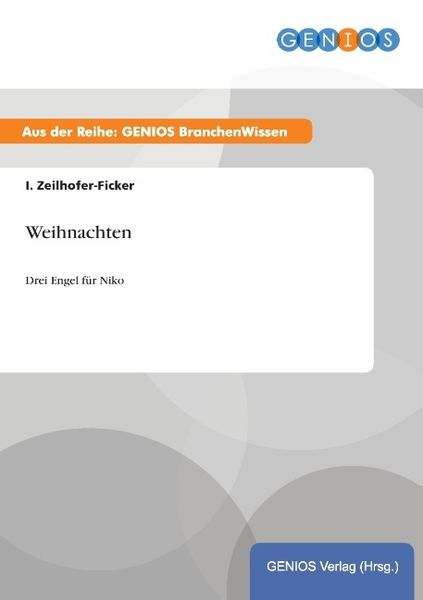 GENIOS
Aus der Reihe: GENIOS BranchenWissen
I. Zeilhofer-Ficker
Weihnachten
Drei Engel für Niko
GENIOS Verlag (Hrsg.)